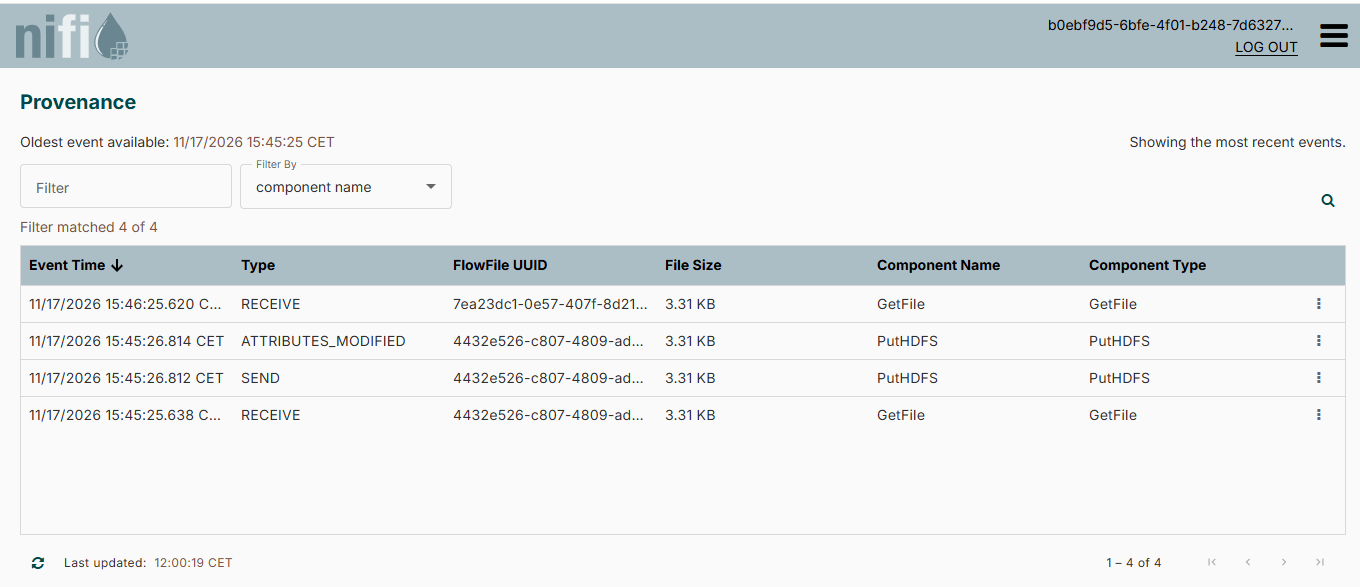 nifi
b0ebf9d5-6bfe-4f01-b248-7d6327...
LOG OUT
Provenance
Oldest event available: 11/17/2026 15:45:25 CET
Showing the most recent events.
Filter
Filter By
component name
Filter matched 4 of 4
Event Time Type FlowFile UUID File Size Component Name Component Type
11/17/2026 15:46:25.620 C... RECEIVE 7ea23dc1-0e57-407f-8d21... 3.31 KB GetFile GetFile
11/17/2026 15:45:26.814 CET ATTRIBUTES_MODIFIED 4432e526-c807-4809-ad... 3.31 KB PutHDFS PutHDFS
11/17/2026 15:45:26.812 CET SEND 4432e526-c807-4809-ad... 3.31 KB PutHDFS PutHDFS
11/17/2026 15:45:25.638 C... RECEIVE 4432e526-c807-4809-ad... 3.31 KB GetFile GetFile
Last updated: 12:00:19 CET
1 – 4 of 4